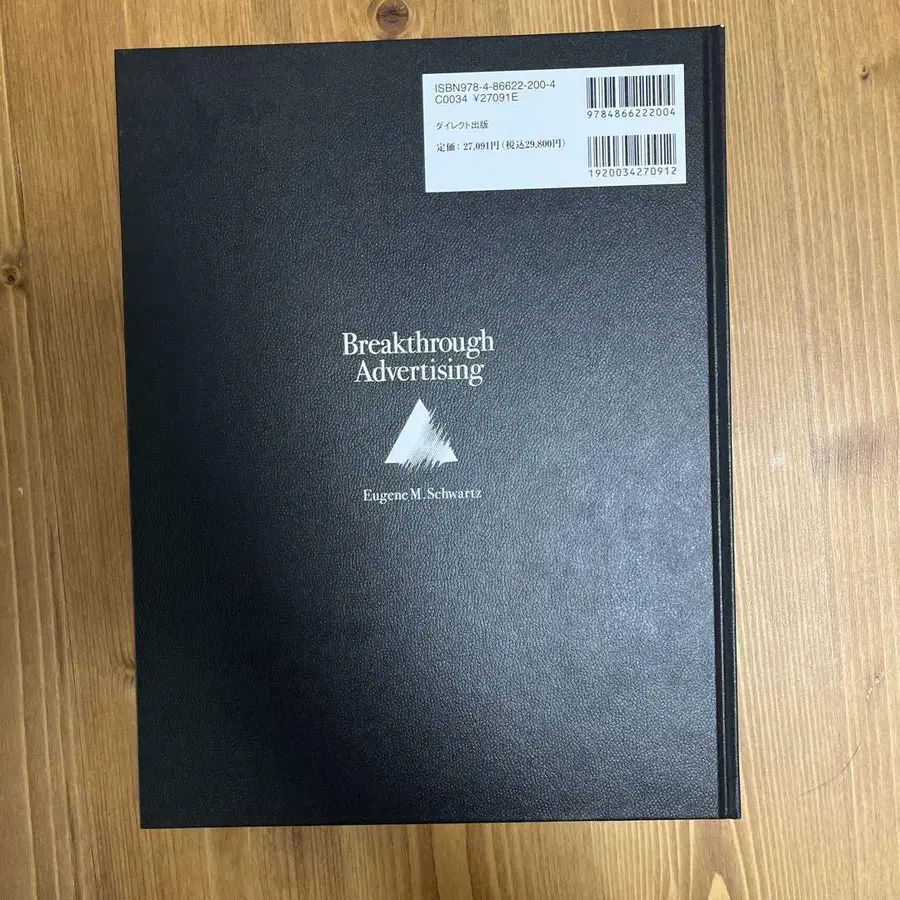 ISBN978-4-86622-200-4
C0034 ¥27091E
ダイレクト出版
定価：27,091円（税込29,800円）
9784866222004
1920034270912
Breakthrough
Advertising
Eugene M. Schwartz